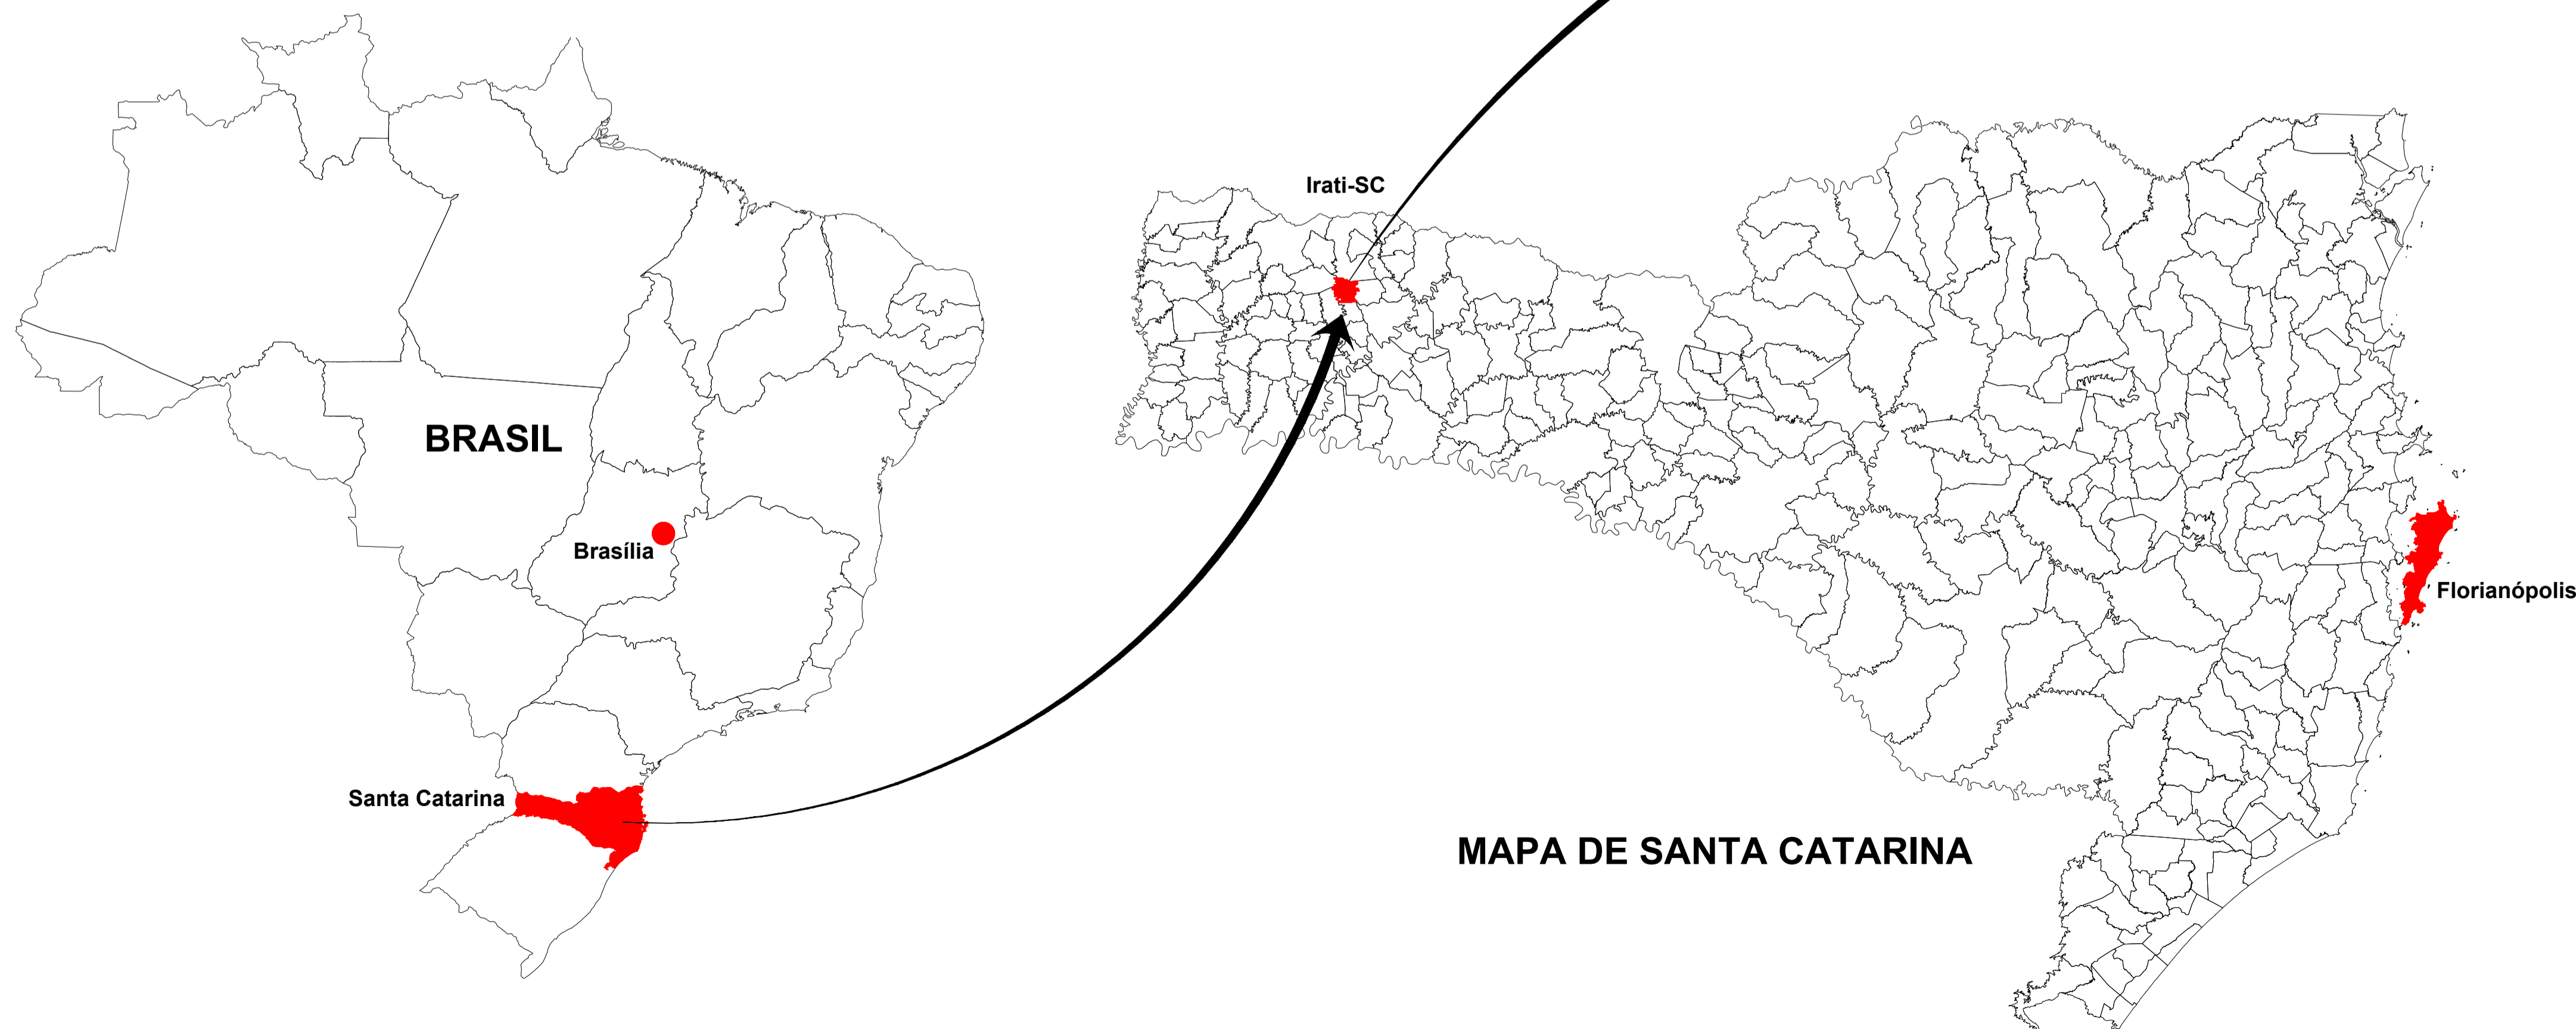 BRASIL
Brasília
Santa Catarina
Irati-SC
Florianópolis
MAPA DE SANTA CATARINA